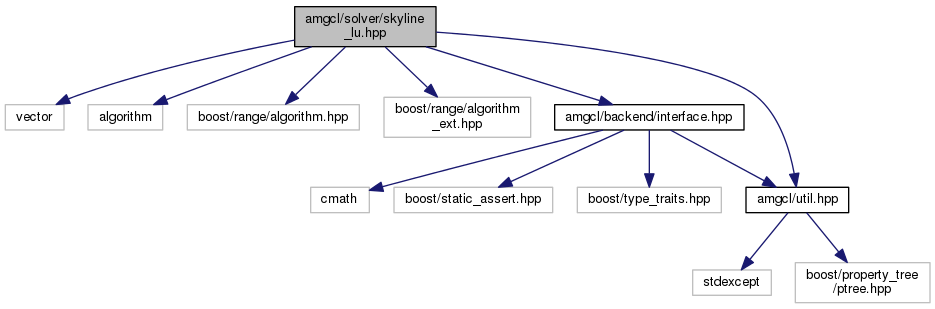 amgcl/solver/skyline
_lu.hpp
vector
algorithm
boost/range/algorithm.hpp
boost/range/algorithm
_ext.hpp
amgcl/backend/interface.hpp
cmath
boost/static_assert.hpp
boost/type_traits.hpp
amgcl/util.hpp
stdexcept
boost/property_tree
/ptree.hpp